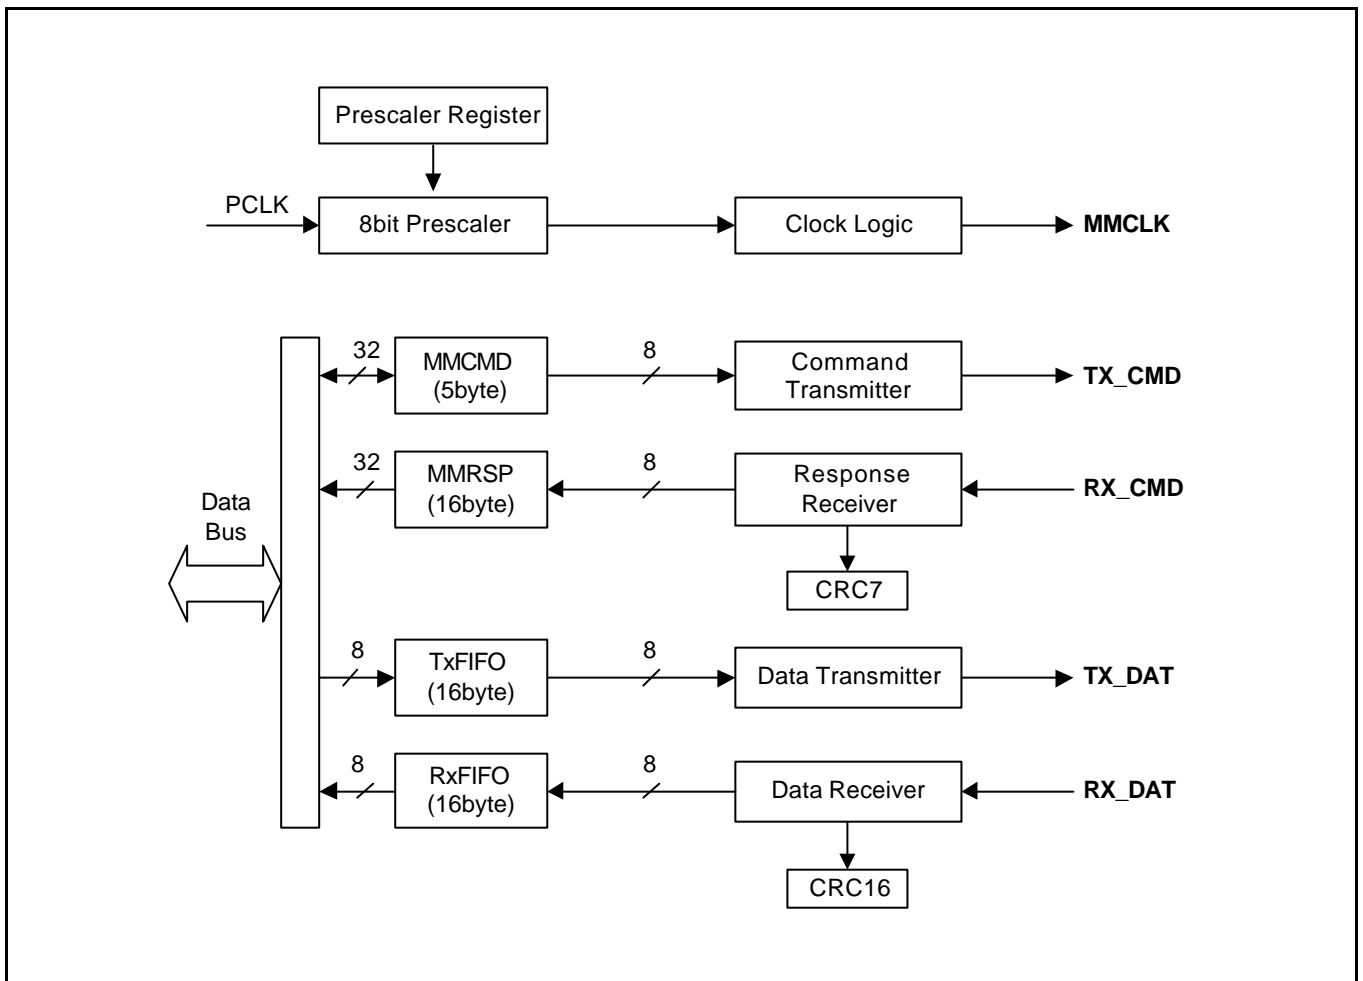 Prescaler Register
PCLK
8bit Prescaler
Clock Logic
MMCLK
32
MMCMD
(5byte)
8
Command
Transmitter
TX_CMD
32
MMRSP
(16byte)
8
Response
Receiver
RX_CMD
Data
Bus
CRC7
8
TxFIFO
(16byte)
8
Data Transmitter
TX_DAT
8
RxFIFO
(16byte)
8
Data Receiver
RX_DAT
CRC16